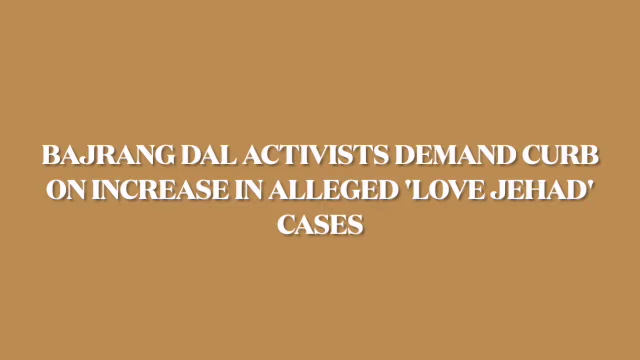 BAJRANG DAL ACTIVISTS DEMAND CURB
ON INCREASE IN ALLEGED 'LOVE JEHAD'
CASES